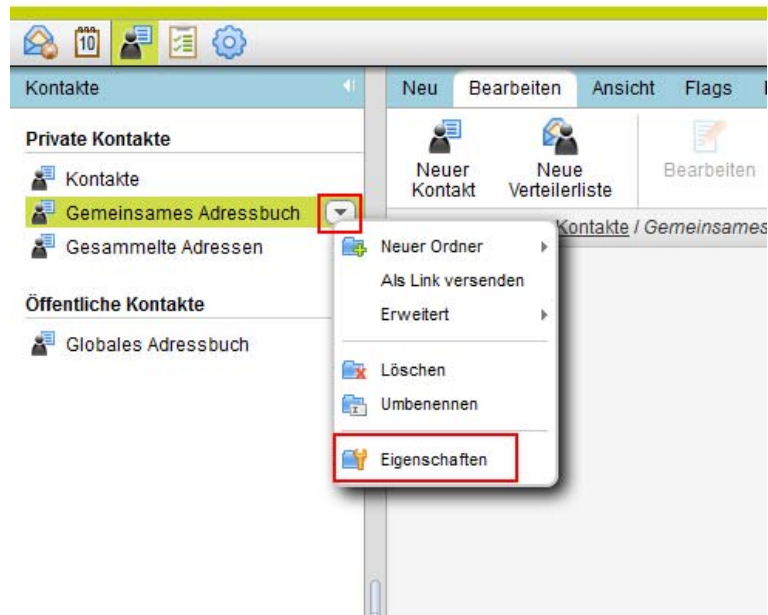 10
Kontakte
Neu Bearbeiten Ansicht Flags
Private Kontakte
Kontakte
Gemeinsames Adressbuch
Gesammelte Adressen
Öffentliche Kontakte
Globales Adressbuch
Neuer Kontakt
Neue Verteilerliste
Bearbeiten
Kontakte / Gemeinsames
Neuer Ordner
Als Link versenden
Erweitert
Löschen
Umbenennen
Eigenschaften